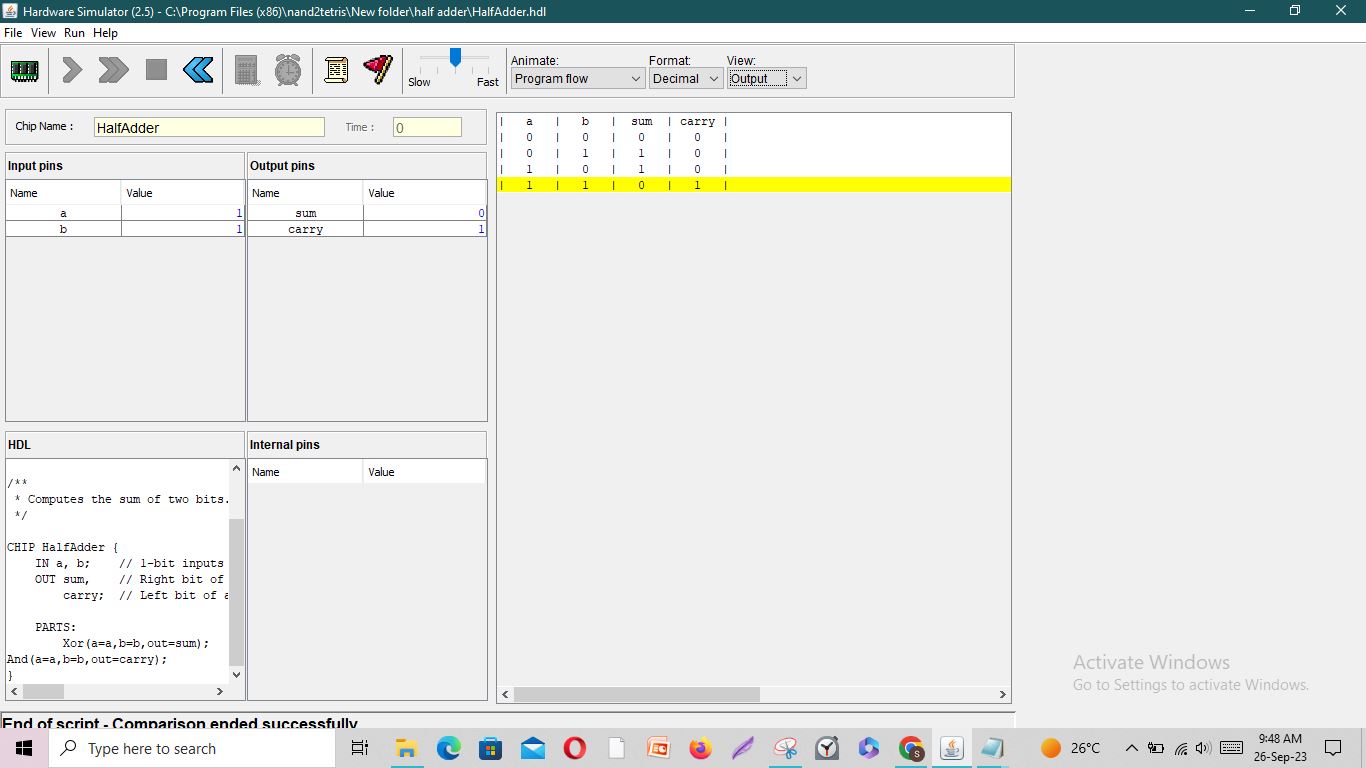 Hardware Simulator (2.5) - C:\Program Files (x86)\nand2tetris\New folder\half adder\HalfAdder.hdl
File View Run Help
Slow Fast
Animate:
Program flow
Format:
Decimal
View:
Output
Chip Name : HalfAdder Time : 0
Input pins
Name Value
a 1
b 1
Output pins
Name Value
sum 0
carry 1
| a | b | sum | carry |
| 0 | 0 | 0 | 0 |
| 0 | 1 | 1 | 0 |
| 1 | 0 | 1 | 0 |
| 1 | 1 | 0 | 1 |
HDL
/**
* Computes the sum of two bits.
*/
CHIP HalfAdder {
IN a, b; // 1-bit inputs
OUT sum, // Right bit of
carry; // Left bit of a
PARTS:
Xor(a=a,b=b,out=sum);
And(a=a,b=b,out=carry);
}
Internal pins
Name Value
Activate Windows
Go to Settings to activate Windows.
End of script - Comparison ended successfully
Type here to search
26°C
9:48 AM
26-Sep-23